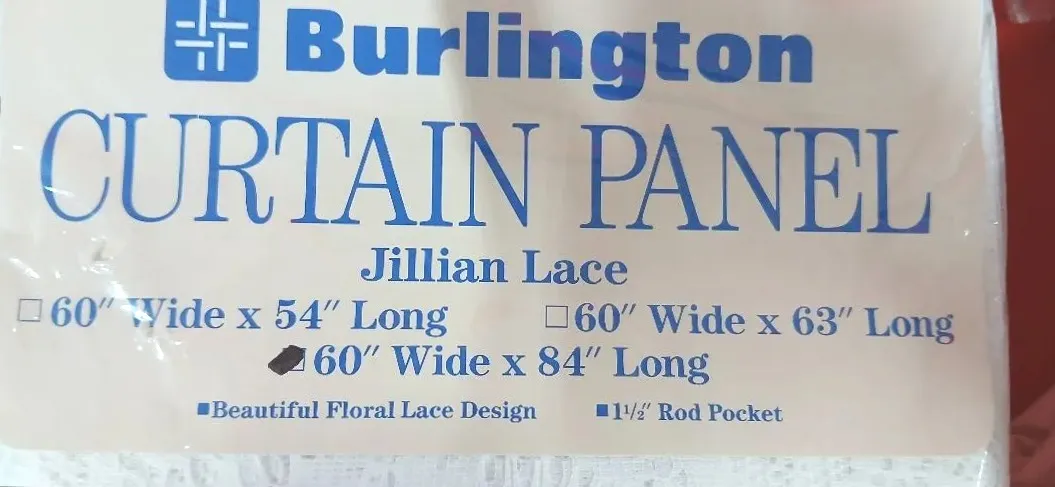 Burlington
CURTAIN PANEL
Jillian Lace
□ 60" Wide x 54" Long □ 60" Wide x 63" Long
60" Wide x 84" Long
■ Beautiful Floral Lace Design ■ 1½" Rod Pocket